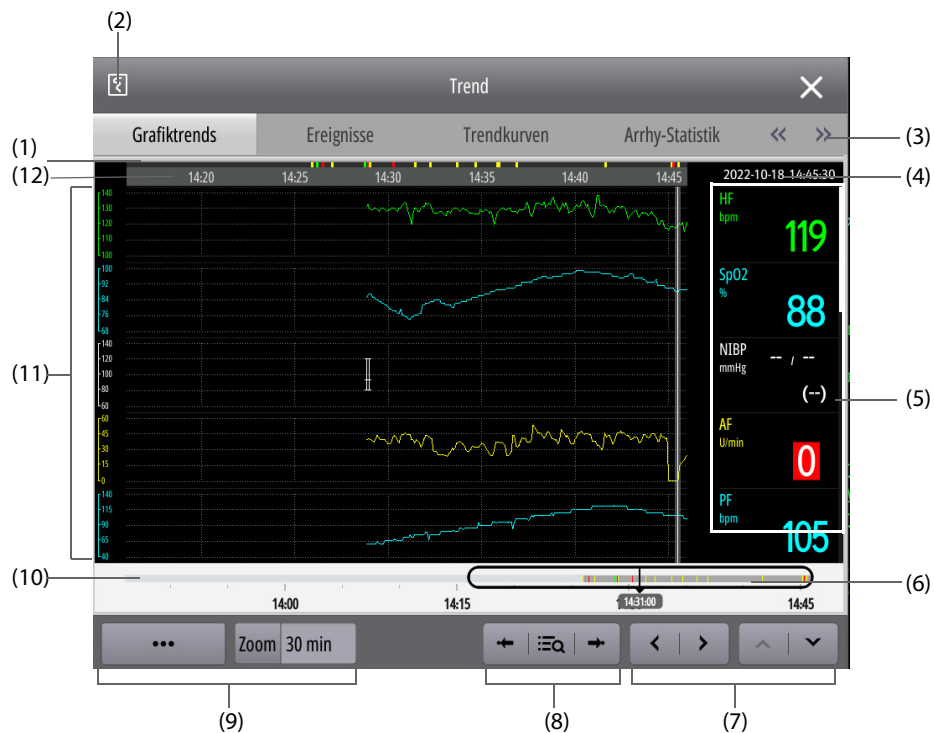 (2)
Trend
Grafiktrends Ereignisse Trendkurven Arrhy-Statistik
(3)
(1)
(12)
14:20 14:25 14:30 14:35 14:40 14:45
2022-10-18 14:45:30
(4)
140
130
120
110
100
HF
bpm
119
100
92
84
76
68
SpO2
%
88
140
120
100
80
60
NIBP
mmHg
-- / --
(--)
(5)
(11)
60
45
30
15
0
AF
U/min
0
140
115
90
65
40
PF
bpm
105
(10)
(6)
14:00 14:15 14:31:00 14:45
••• Zoom 30 min
(9) (8) (7)